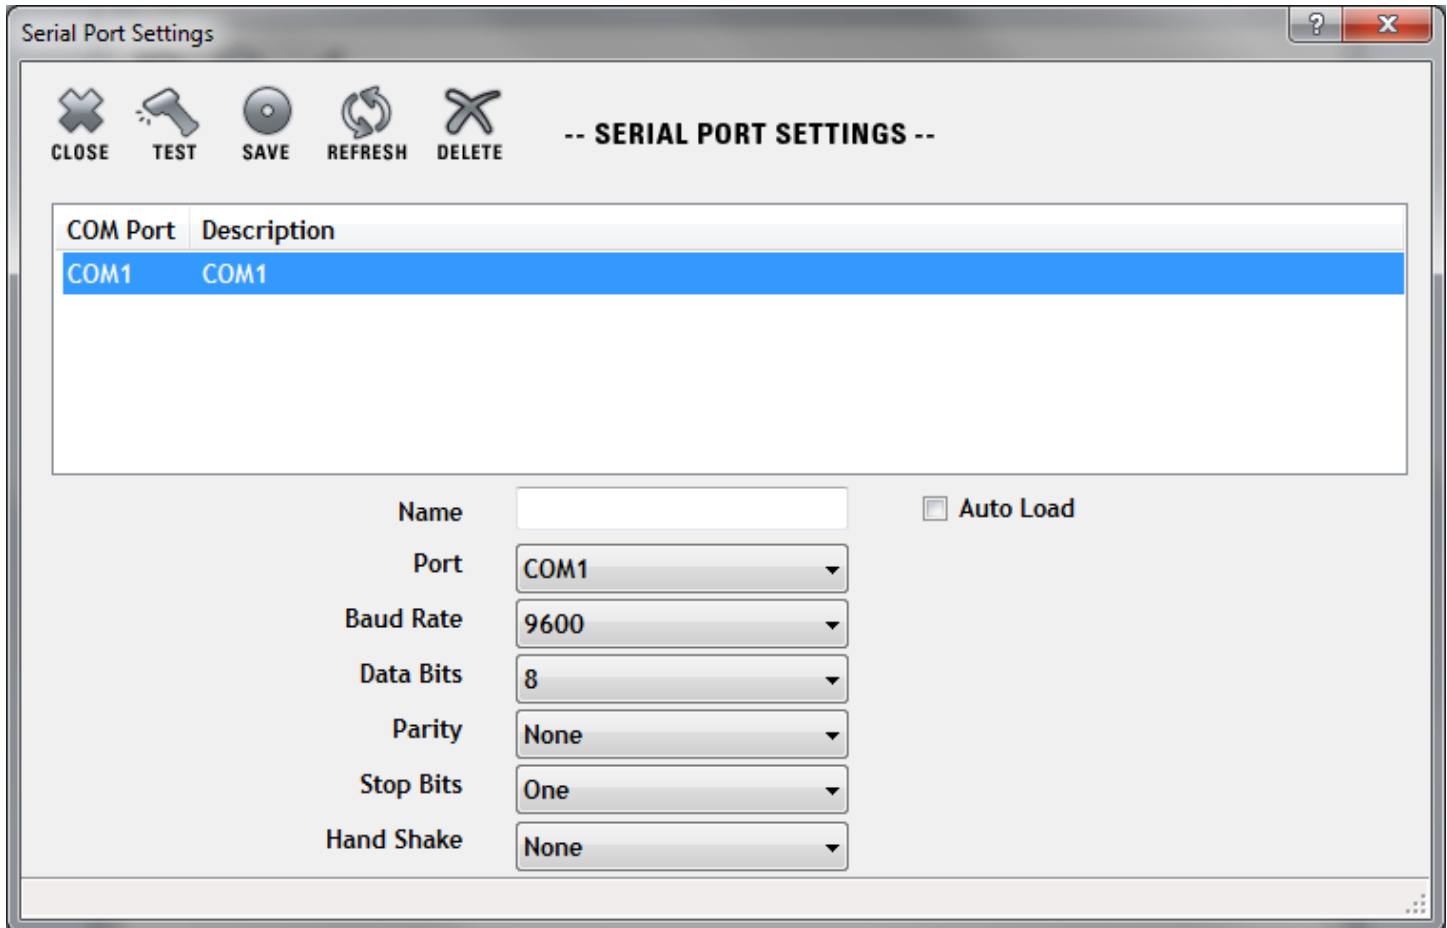 Serial Port Settings
?
CLOSE TEST SAVE REFRESH DELETE -- SERIAL PORT SETTINGS --
COM Port Description
COM1 COM1
Name Auto Load
Port COM1
Baud Rate 9600
Data Bits 8
Parity None
Stop Bits One
Hand Shake None